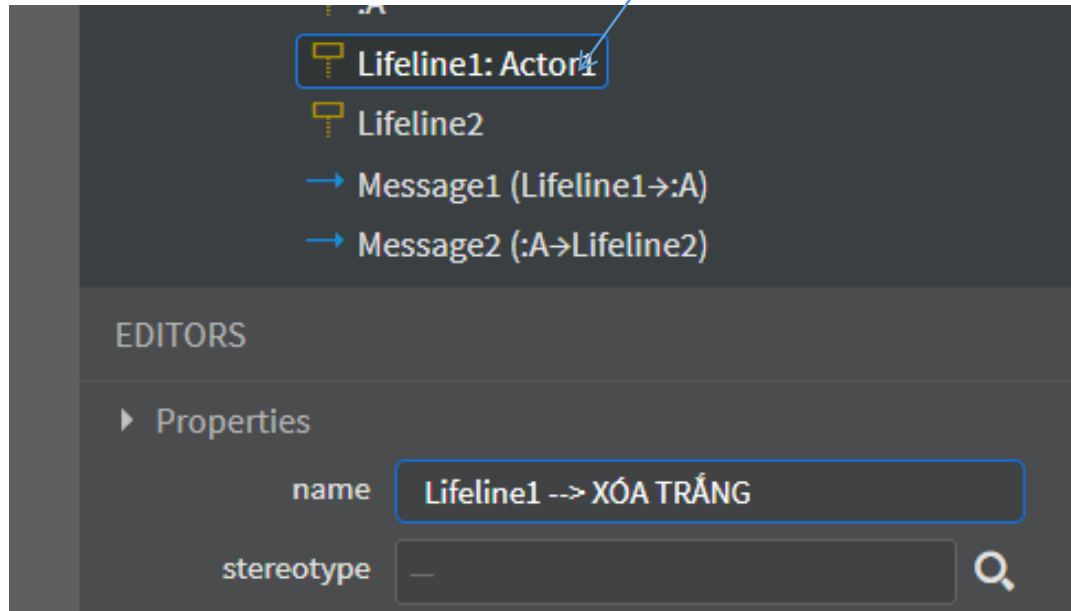 :A
Lifeline1: Actor1
Lifeline2
Message1 (Lifeline1→:A)
Message2 (:A→Lifeline2)
EDITORS
Properties
name Lifeline1 --> XÓA TRẮNG
stereotype —